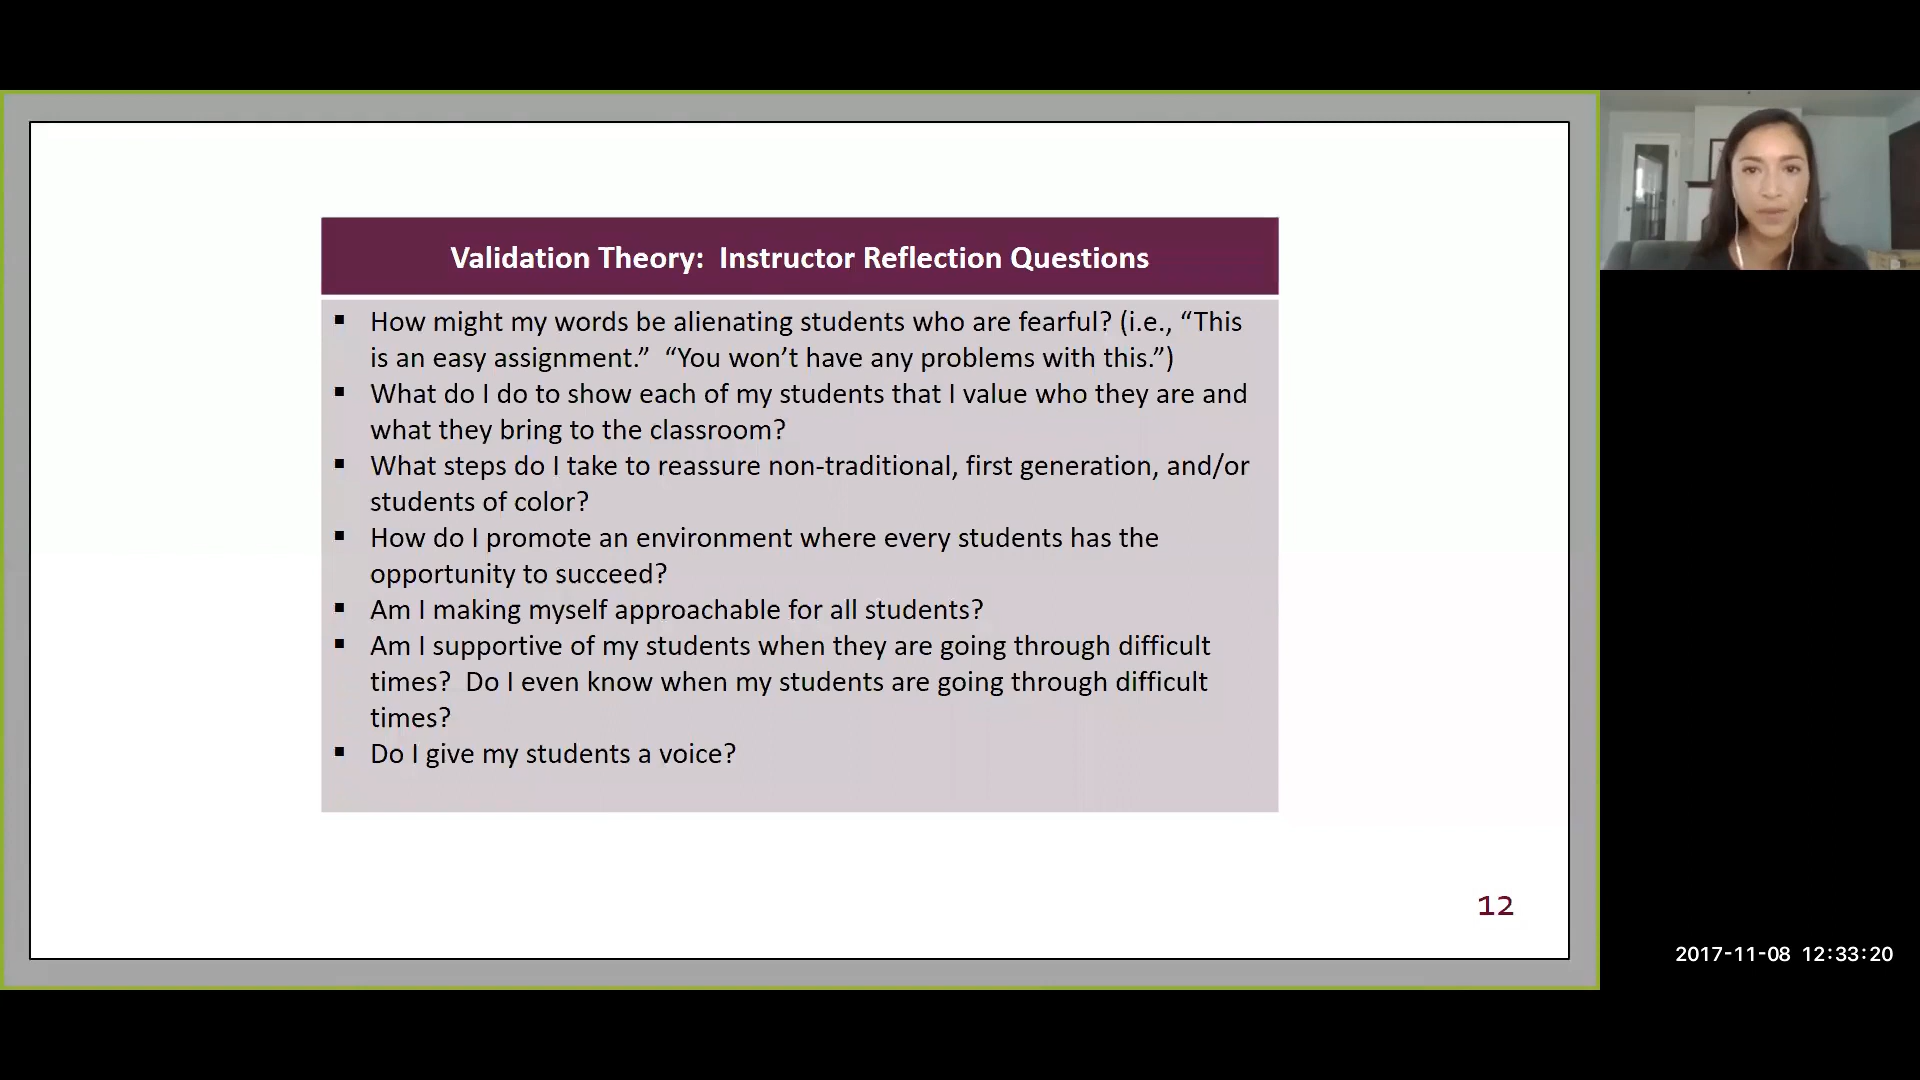 Validation Theory:  Instructor Reflection Questions
▪ How might my words be alienating students who are fearful? (i.e., “This
is an easy assignment.”  “You won’t have any problems with this.”)
▪ What do I do to show each of my students that I value who they are and
what they bring to the classroom?
▪ What steps do I take to reassure non-traditional, first generation, and/or
students of color?
▪ How do I promote an environment where every students has the
opportunity to succeed?
▪ Am I making myself approachable for all students?
▪ Am I supportive of my students when they are going through difficult
times?  Do I even know when my students are going through difficult
times?
▪ Do I give my students a voice?
12
2017-11-08 12:33:20